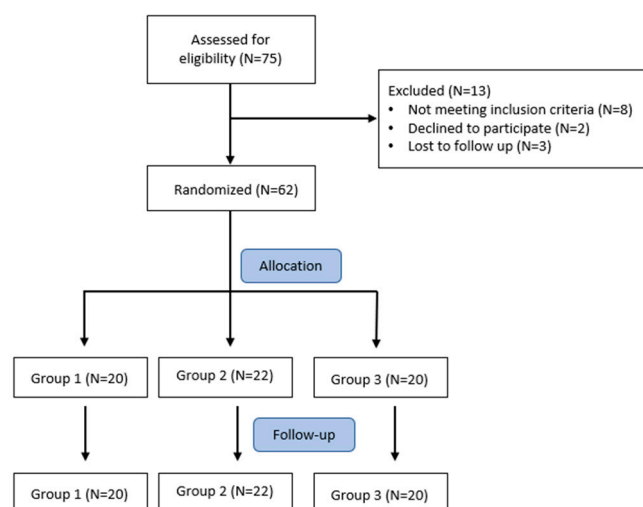 Assessed for
eligibility (N=75)
Excluded (N=13)
• Not meeting inclusion criteria (N=8)
• Declined to participate (N=2)
• Lost to follow up (N=3)
Randomized (N=62)
Allocation
Group 1 (N=20)
Group 2 (N=22)
Group 3 (N=20)
Follow-up
Group 1 (N=20)
Group 2 (N=22)
Group 3 (N=20)